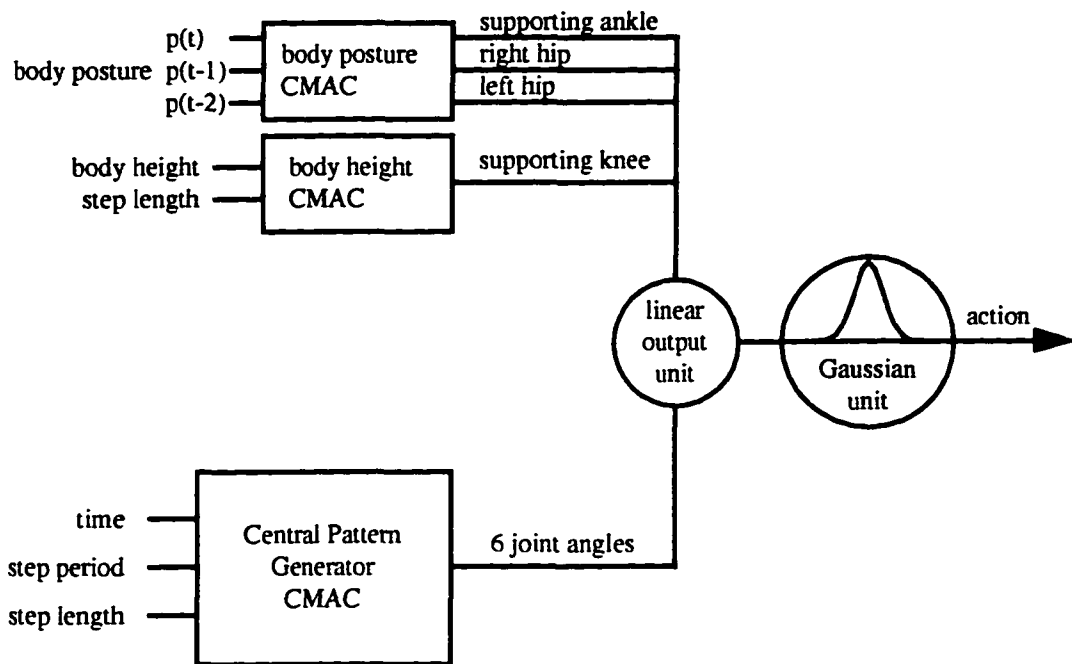 supporting ankle
p(t)
body posture
CMAC
right hip
body posture p(t-1)
left hip
p(t-2)
body height
body height
CMAC
supporting knee
step length
linear
output
unit
action
Gaussian
unit
time
Central Pattern
Generator
CMAC
6 joint angles
step period
step length